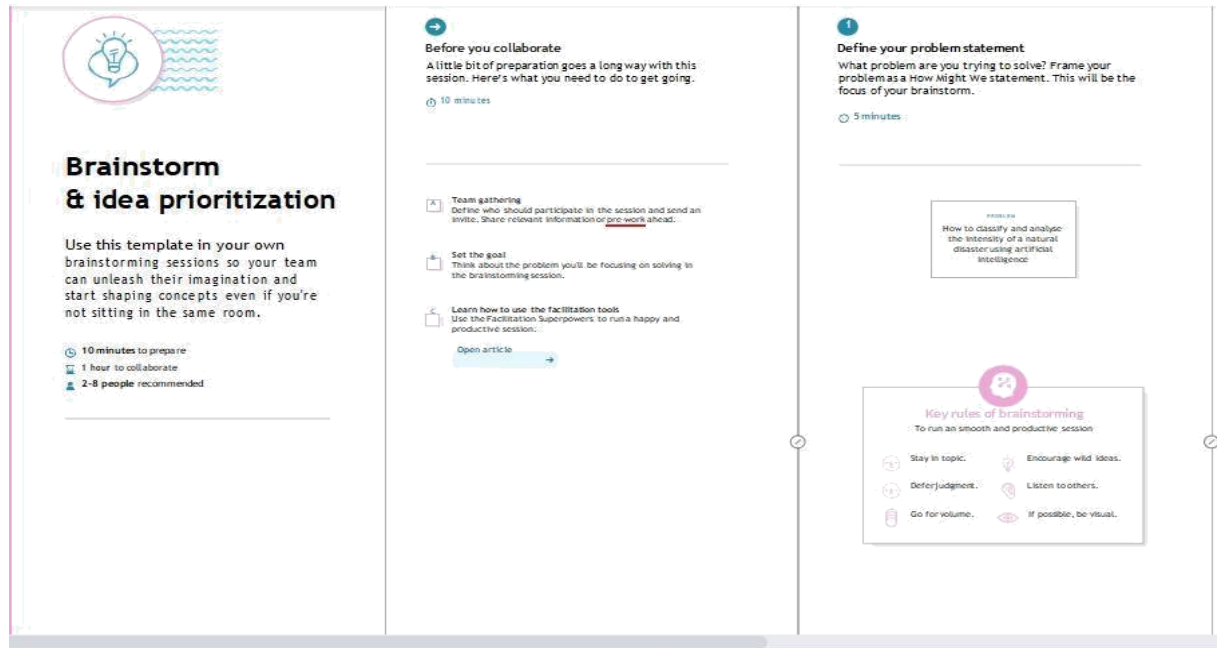 Brainstorm
& idea prioritization
Use this template in your own
brainstorming sessions so your team
can unleash their imagination and
start shaping concepts even if you're
not sitting in the same room.
10 minutes to prepare
1 hour to collaborate
2-8 people recommended
Before you collaborate
A little bit of preparation goes a long way with this
session. Here's what you need to do to get going.
10 minutes
A
Team gathering
Define who should participate in the session and send an
invite. Share relevant information or pre-work ahead.
Set the goal
Think about the problem you'll be focusing on solving in
the brainstorming session.
C
Learn how to use the facilitation tools
Use the Facilitation Superpowers to run a happy and
productive session.
Open article
1
Define your problem statement
What problem are you trying to solve? Frame your
problem as a How Might We statement. This will be the
focus of your brainstorm.
5 minutes
PROBLEM
How to classify and analyse
the intensity of a natural
disaster using artificial
intelligence
Key rules of brainstorming
To run an smooth and productive session
Stay in topic.
Encourage wild ideas.
Defer judgment.
Listen to others.
Go for volume.
If possible, be visual.